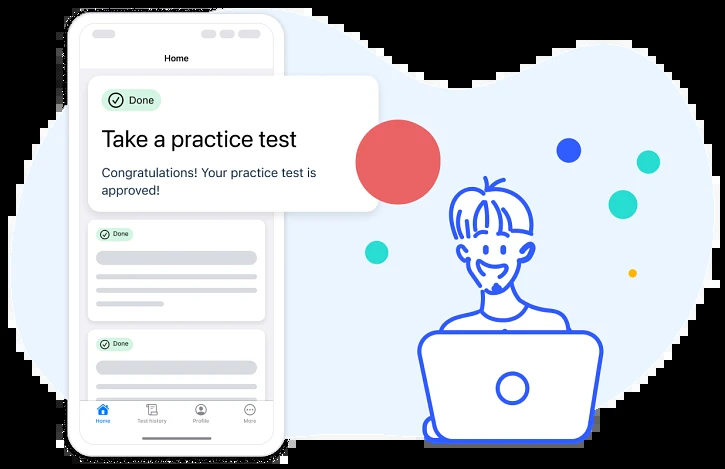 Home
Done
Take a practice test
Congratulations! Your practice test is
approved!
Done
Done
Home
Test history
Profile
More